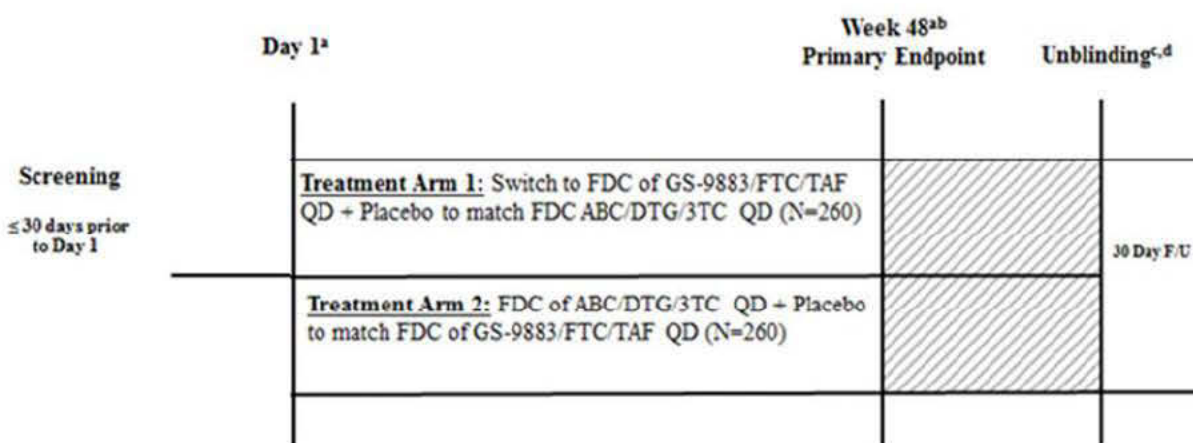 Day 1ᵃ
Week 48ᵃᵇ
Primary Endpoint
Unblindingᶜ,ᵈ
Screening
≤ 30 days prior
to Day 1
Treatment Arm 1: Switch to FDC of GS-9883/FTC/TAF
QD + Placebo to match FDC ABC/DTG/3TC QD (N=260)
30 Day F/U
Treatment Arm 2: FDC of ABC/DTG/3TC QD + Placebo
to match FDC of GS-9883/FTC/TAF QD (N=260)